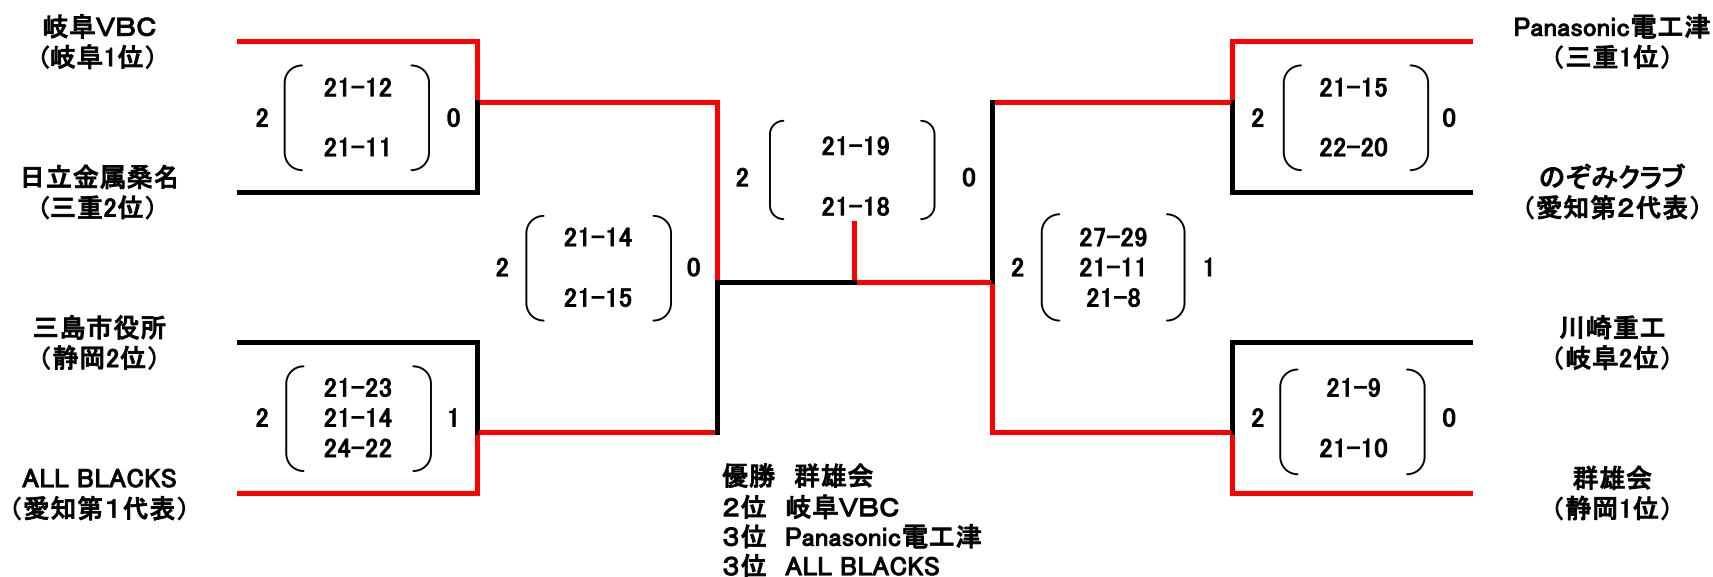 岐阜VBC
(岐阜1位)
2
21-12
21-11
0
日立金属桑名
(三重2位)
2
21-14
21-15
0
三島市役所
(静岡2位)
2
21-23
21-14
24-22
1
ALL BLACKS
(愛知第1代表)
2
21-19
21-18
0
Panasonic電工津
(三重1位)
2
21-15
22-20
0
のぞみクラブ
(愛知第2代表)
2
27-29
21-11
21-8
1
川崎重工
(岐阜2位)
2
21-9
21-10
0
群雄会
(静岡1位)
優勝 群雄会
2位 岐阜VBC
3位 Panasonic電工津
3位 ALL BLACKS